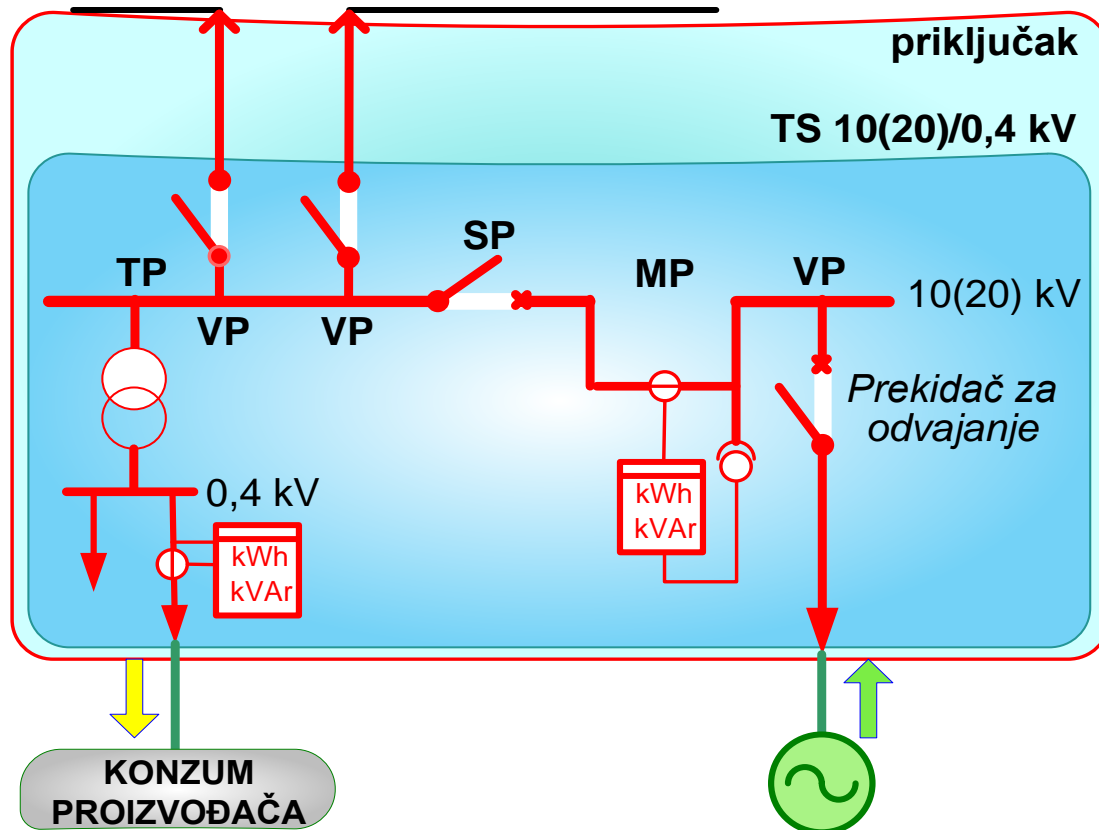 priključak
TS 10(20)/0,4 kV
SP
TP
MP
VP
VP
VP
10(20) kV
Prekidač za
odvajanje
0,4 kV
kWh
kVAr
kWh
kVAr
KONZUM
PROIZVOĐAČA